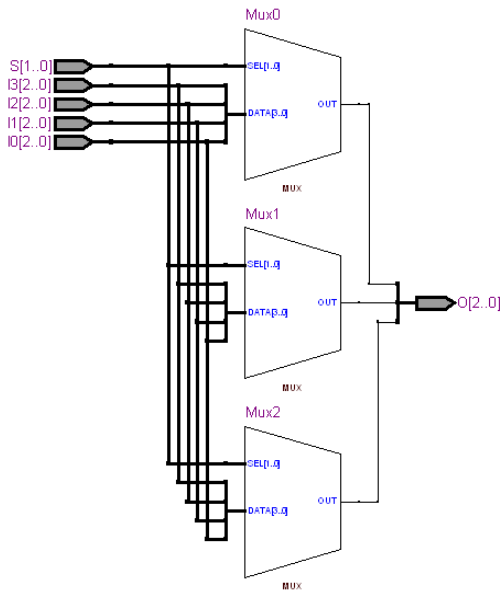 Mux0
S[1..0]
I3[2..0]
I2[2..0]
I1[2..0]
I0[2..0]
SEL[1..0]
DATA[3..0]
OUT
MUX
Mux1
SEL[1..0]
DATA[3..0]
OUT
MUX
O[2..0]
Mux2
SEL[1..0]
DATA[3..0]
OUT
MUX